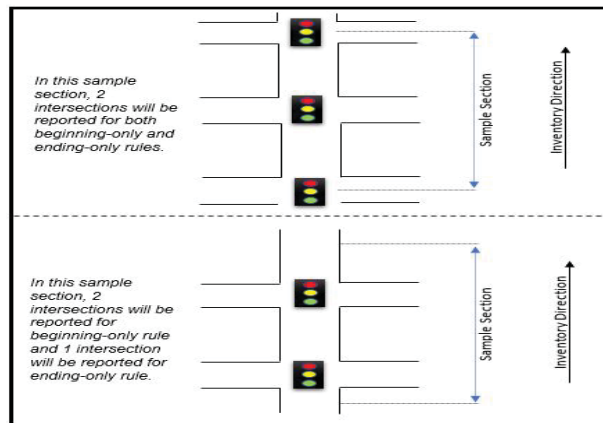 In this sample
section, 2
intersections will be
reported for both
beginning-only and
ending-only rules.
Sample Section
Inventory Direction
In this sample
section, 2
intersections will be
reported for
beginning-only rule
and 1 intersection
will be reported for
ending-only rule.
Sample Section
Inventory Direction